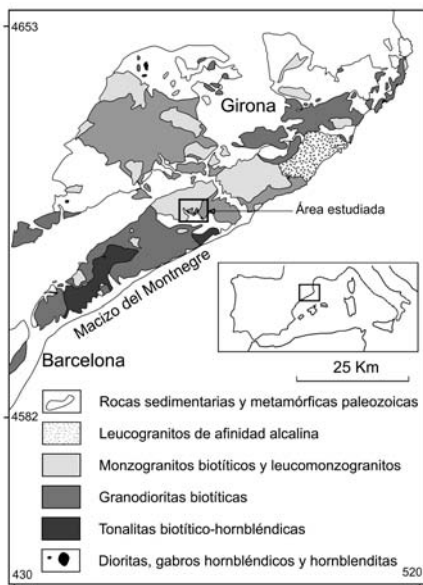 4653
Girona
Área estudiada
Macizo del Montnegre
Barcelona
25 Km
4582
Rocas sedimentarias y metamórficas paleozoicas
Leucogranitos de afinidad alcalina
Monzogranitos biotíticos y leucomonzogranitos
Granodioritas biotíticas
Tonalitas biotítico-hornbléndicas
Dioritas, gabros hornbléndicos y hornblenditas
430
520